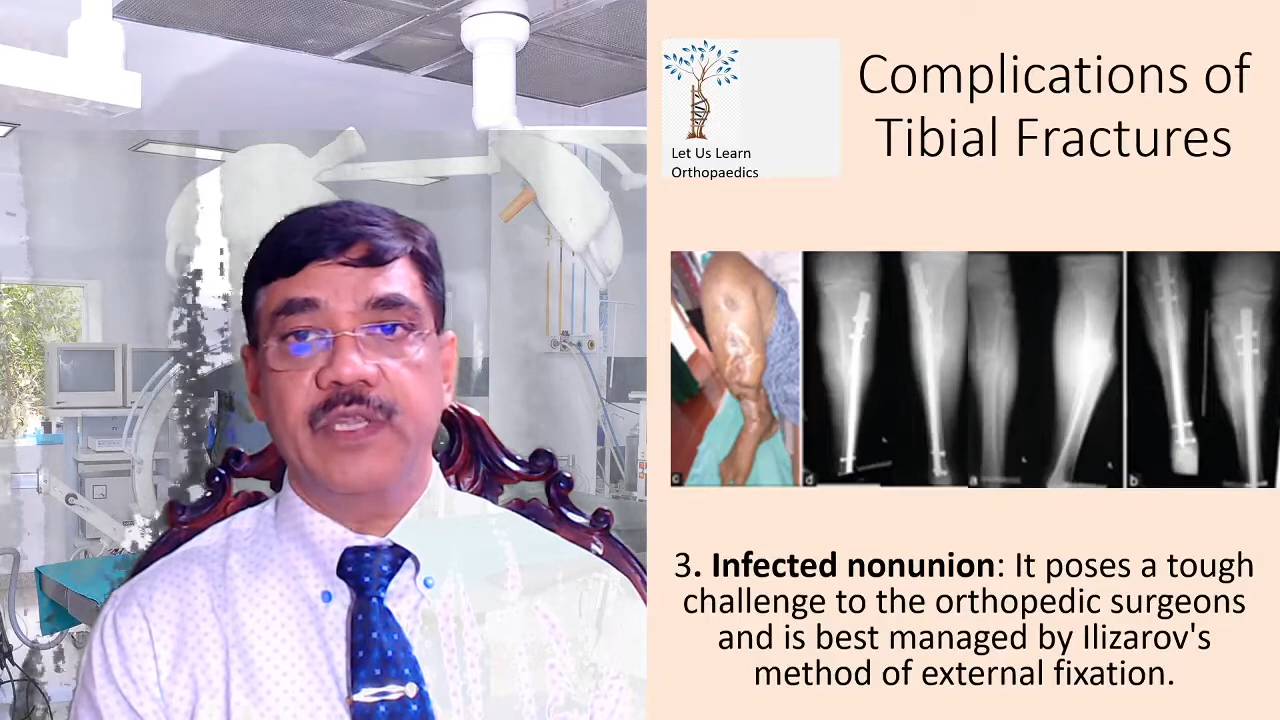 Let Us Learn
Orthopaedics
Complications of
Tibial Fractures
c
d
a
b
3. Infected nonunion: It poses a tough
challenge to the orthopedic surgeons
and is best managed by Ilizarov's
method of external fixation.